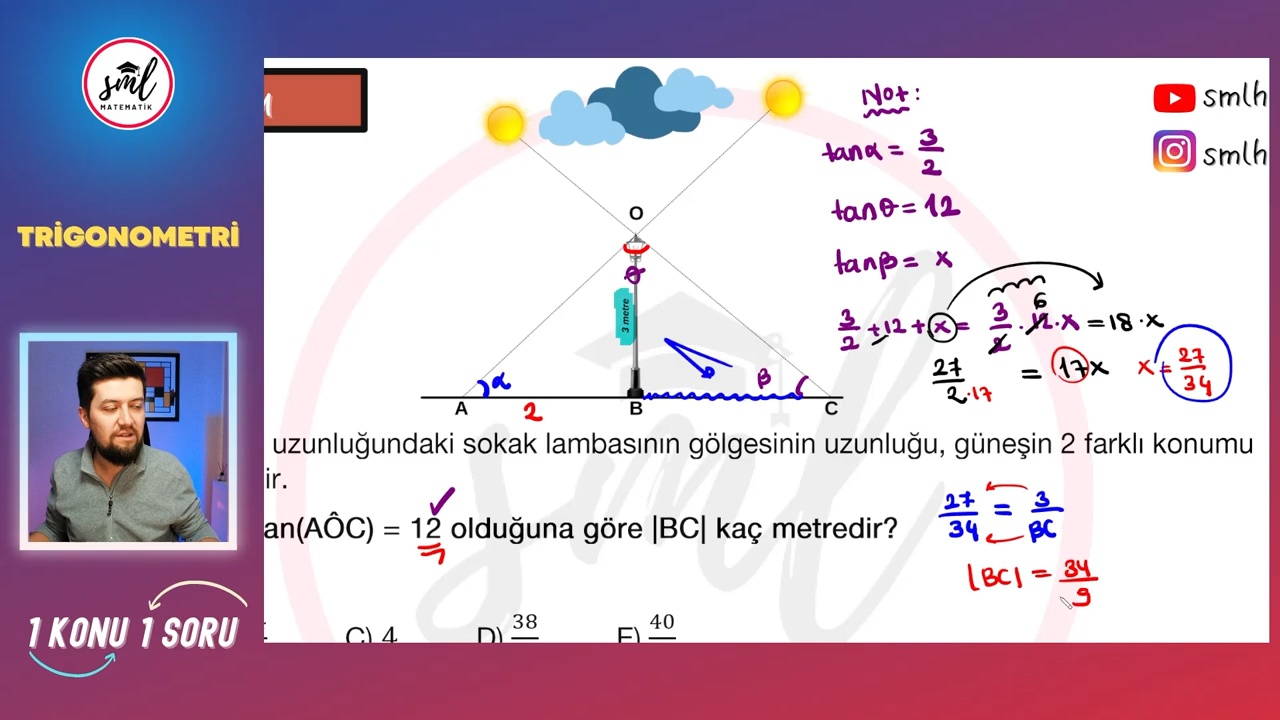 sml
MATEMATİK
TRİGONOMETRİ
1 KONU 1 SORU
smlh
smlh
O
3 metre
θ
α
β
A
B
C
2
Not:
tanα = 3/2
tanθ = 12
tanβ = x
3/2 + 12 + x = 3/2 · 12 · x = 18 · x
6
27/2 · 17 = 17x x = 27/34
uzunluğundaki sokak lambasının gölgesinin uzunluğu, güneşin 2 farklı konumu
ir.
an(AÔC) = 12 olduğuna göre |BC| kaç metredir?
27/34 = 3/BC
|BC| = 34/9
C) 4 D) 38 E) 40